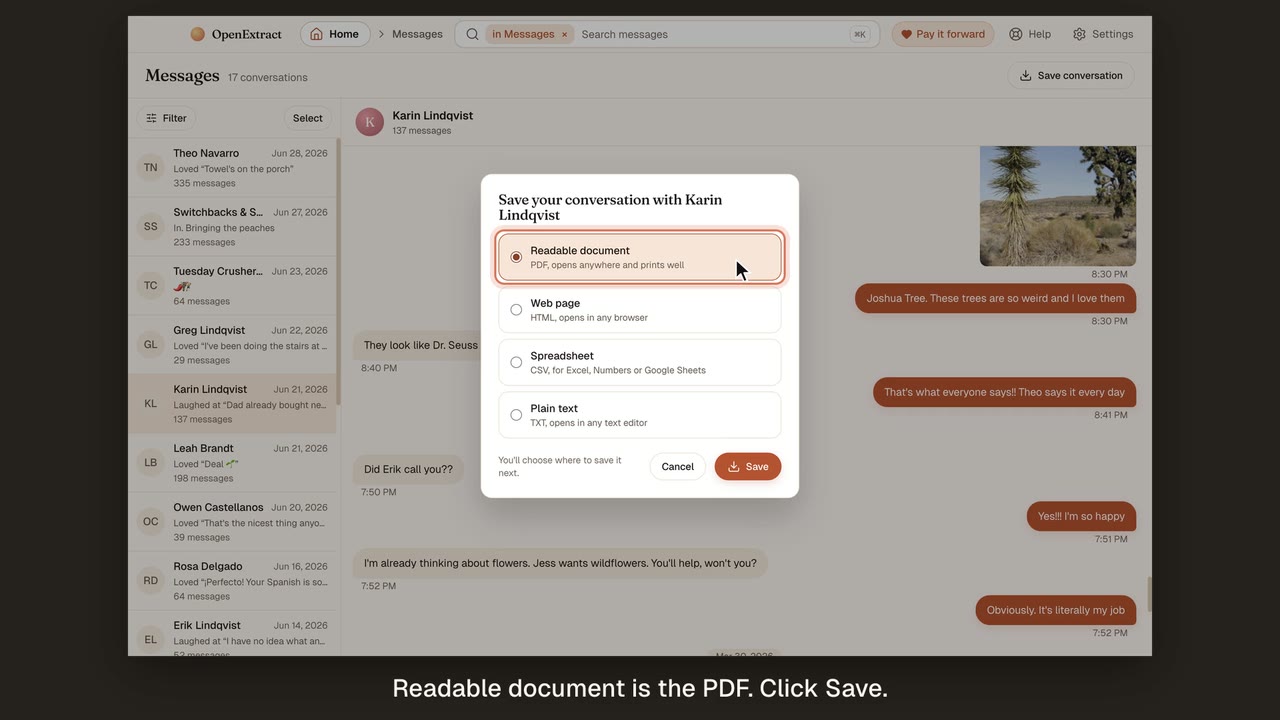 OpenExtract
Home
Messages
in Messages ×
Search messages
⌘K
Pay it forward
Help
Settings
Messages
17 conversations
Save conversation
Filter
Select
Theo Navarro
Jun 28, 2026
TN
Loved “Towel's on the porch”
335 messages
Switchbacks & S...
Jun 27, 2026
SS
In. Bringing the peaches
233 messages
Tuesday Crusher...
Jun 23, 2026
TC
64 messages
Greg Lindqvist
Jun 22, 2026
GL
Loved “I've been doing the stairs at ...
29 messages
Karin Lindqvist
Jun 21, 2026
KL
Laughed at “Dad already bought ne...
137 messages
Leah Brandt
Jun 21, 2026
LB
Loved “Deal 🌱”
198 messages
Owen Castellanos
Jun 20, 2026
OC
Loved “That's the nicest thing anyo...
39 messages
Rosa Delgado
Jun 16, 2026
RD
Loved “¡Perfecto! Your Spanish is so...
64 messages
Erik Lindqvist
Jun 14, 2026
EL
Laughed at “I have no idea what an...
52 messages
K
Karin Lindqvist
137 messages
8:30 PM
Joshua Tree. These trees are so weird and I love them
8:30 PM
They look like Dr. Seuss
8:40 PM
That's what everyone says!! Theo says it every day
8:41 PM
Did Erik call you??
7:50 PM
Yes!!! I'm so happy
7:51 PM
I'm already thinking about flowers. Jess wants wildflowers. You'll help, won't you?
7:52 PM
Obviously. It's literally my job
7:52 PM
Mar 30, 2026
Save your conversation with Karin
Lindqvist
Readable document
PDF, opens anywhere and prints well
Web page
HTML, opens in any browser
Spreadsheet
CSV, for Excel, Numbers or Google Sheets
Plain text
TXT, opens in any text editor
You'll choose where to save it
next.
Cancel
Save
Readable document is the PDF. Click Save.